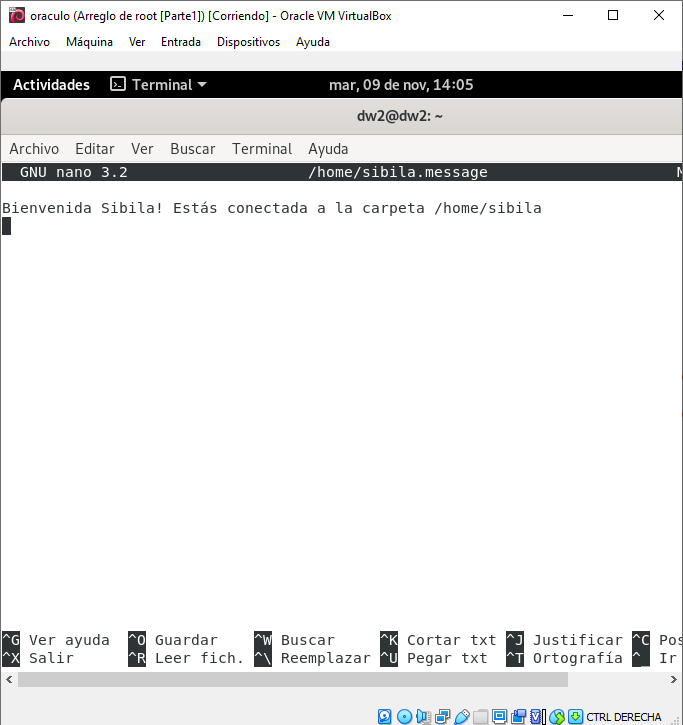 oraculo (Arreglo de root [Parte1]) [Corriendo] - Oracle VM VirtualBox
Archivo Máquina Ver Entrada Dispositivos Ayuda
Actividades Terminal mar, 09 de nov, 14:05
dw2@dw2: ~
Archivo Editar Ver Buscar Terminal Ayuda
GNU nano 3.2 /home/sibila.message M
Bienvenida Sibila! Estás conectada a la carpeta /home/sibila
^G Ver ayuda ^O Guardar ^W Buscar ^K Cortar txt ^J Justificar ^C Pos
^X Salir ^R Leer fich. ^\ Reemplazar ^U Pegar txt ^T Ortografía ^ Ir
CTRL DERECHA